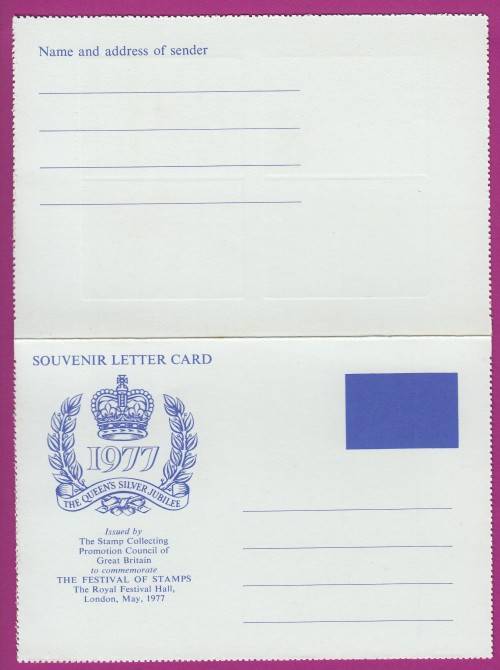 Name and address of sender
SOUVENIR LETTER CARD
1977
THE QUEEN'S SILVER JUBILEE
Issued by
The Stamp Collecting
Promotion Council of
Great Britain
to commemorate
THE FESTIVAL OF STAMPS
The Royal Festival Hall,
London, May, 1977